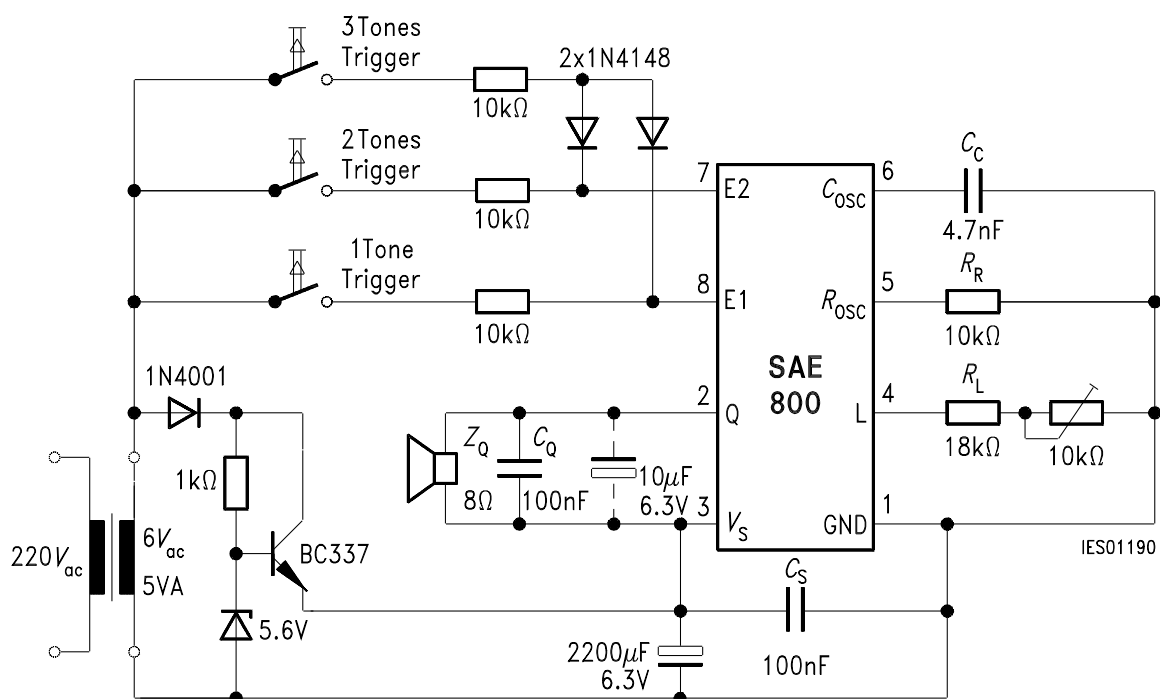 3Tones
Trigger
2x1N4148
10kΩ
2Tones
Trigger
10kΩ
7
E2
C_OSC
6
C_C
4.7nF
1Tone
Trigger
10kΩ
8
E1
R_OSC
5
R_R
10kΩ
SAE
800
1N4001
2
Q
L
4
R_L
18kΩ
10kΩ
1kΩ
Z_Q
8Ω
C_Q
100nF
10µF
6.3V
3
V_S
GND
1
IES01190
220V_ac
6V_ac
5VA
BC337
5.6V
C_S
100nF
2200µF
6.3V